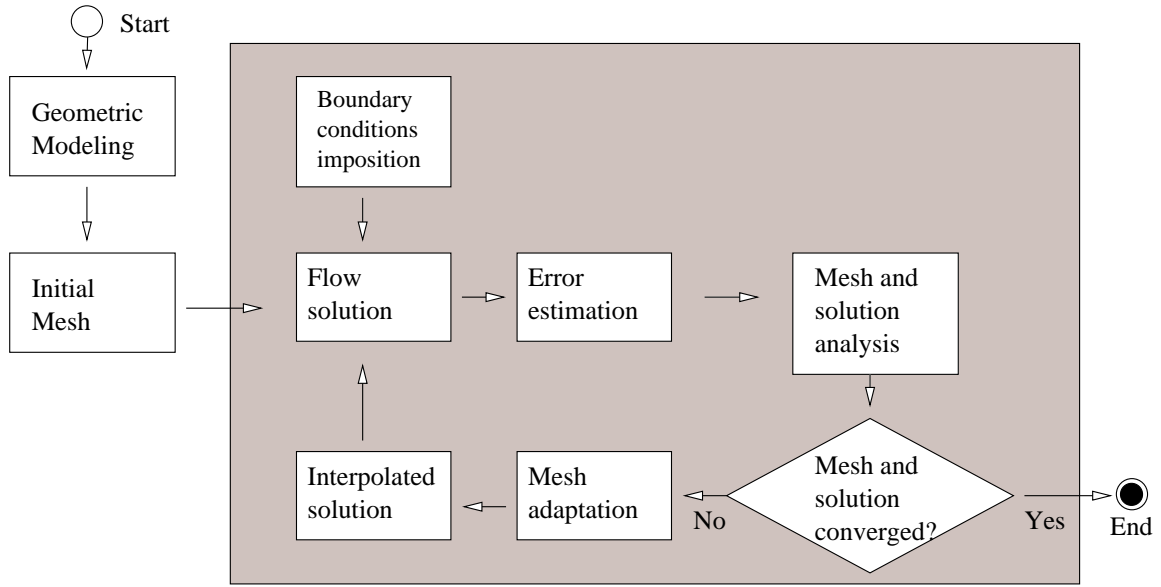 Start
Geometric
Modeling
Initial
Mesh
Boundary
conditions
imposition
Flow
solution
Error
estimation
Mesh and
solution
analysis
Mesh and
solution
converged?
No
Yes
End
Mesh
adaptation
Interpolated
solution